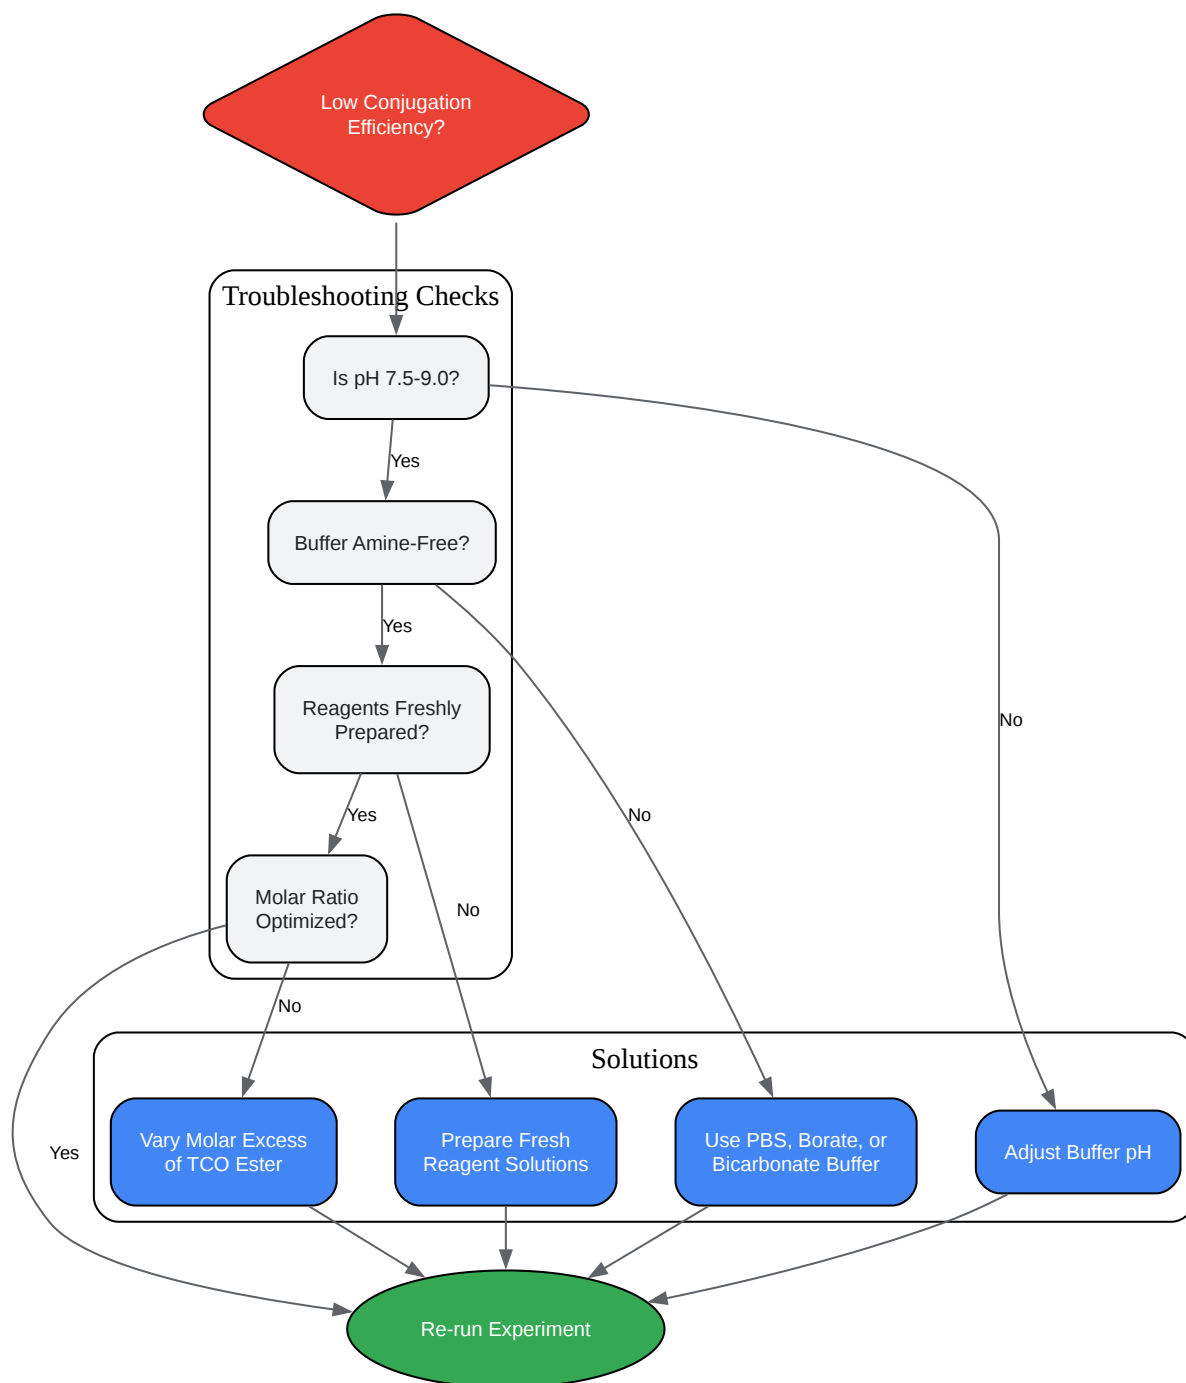 Low Conjugation
Efficiency?
Troubleshooting Checks
Is pH 7.5-9.0?
Yes
Buffer Amine-Free?
Yes
Reagents Freshly
Prepared?
No
Yes
No
Molar Ratio
Optimized?
No
No
Solutions
Vary Molar Excess
of TCO Ester
Prepare Fresh
Reagent Solutions
Use PBS, Borate, or
Bicarbonate Buffer
Adjust Buffer pH
Yes
Re-run Experiment